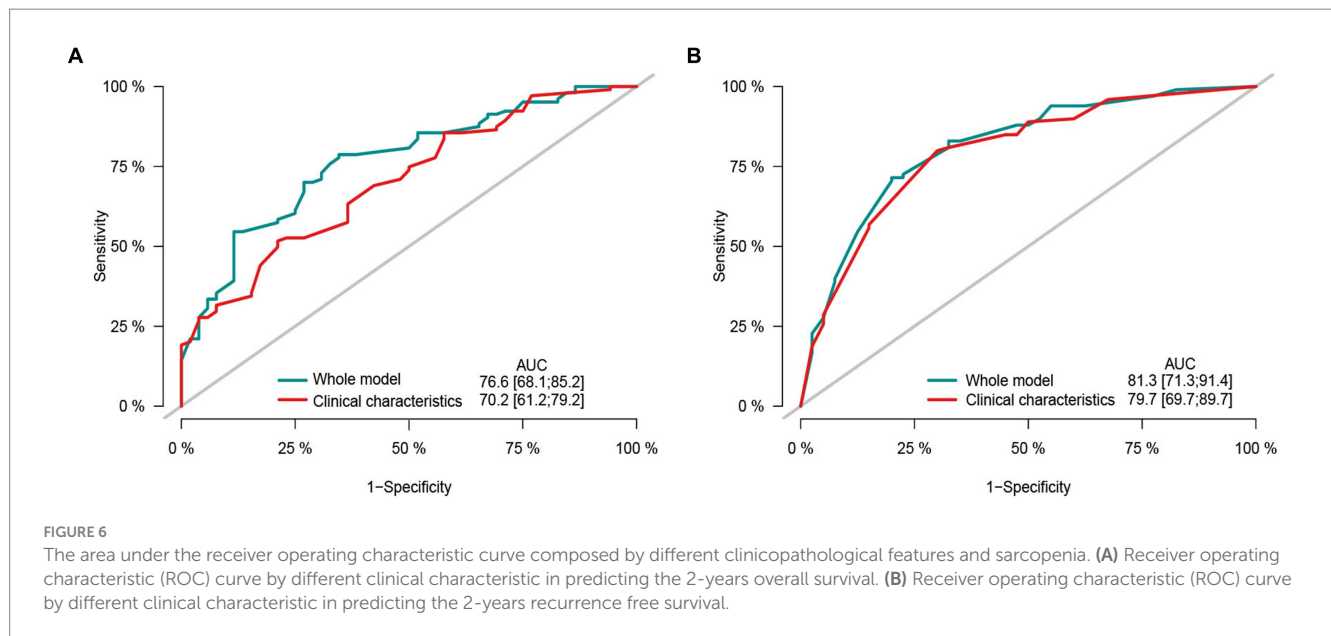 A
100 %
75 %
50 %
25 %
0 %
Sensitivity
AUC
Whole model 76.6 [68.1;85.2]
Clinical characteristics 70.2 [61.2;79.2]
0 % 25 % 50 % 75 % 100 %
1−Specificity
B
100 %
75 %
50 %
25 %
0 %
Sensitivity
AUC
Whole model 81.3 [71.3;91.4]
Clinical characteristics 79.7 [69.7;89.7]
0 % 25 % 50 % 75 % 100 %
1−Specificity
FIGURE 6
The area under the receiver operating characteristic curve composed by different clinicopathological features and sarcopenia. (A) Receiver operating
characteristic (ROC) curve by different clinical characteristic in predicting the 2-years overall survival. (B) Receiver operating characteristic (ROC) curve
by different clinical characteristic in predicting the 2-years recurrence free survival.